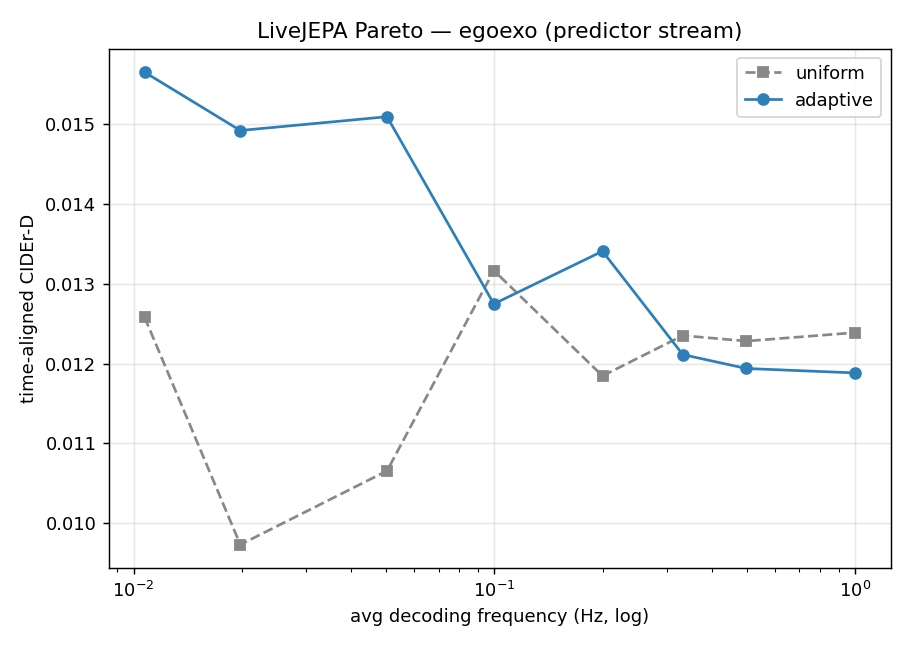 LiveJEPA Pareto — egoexo (predictor stream)
uniform
adaptive
time-aligned CIDEr-D
0.015
0.014
0.013
0.012
0.011
0.010
10⁻² 10⁻¹ 10⁰
avg decoding frequency (Hz, log)